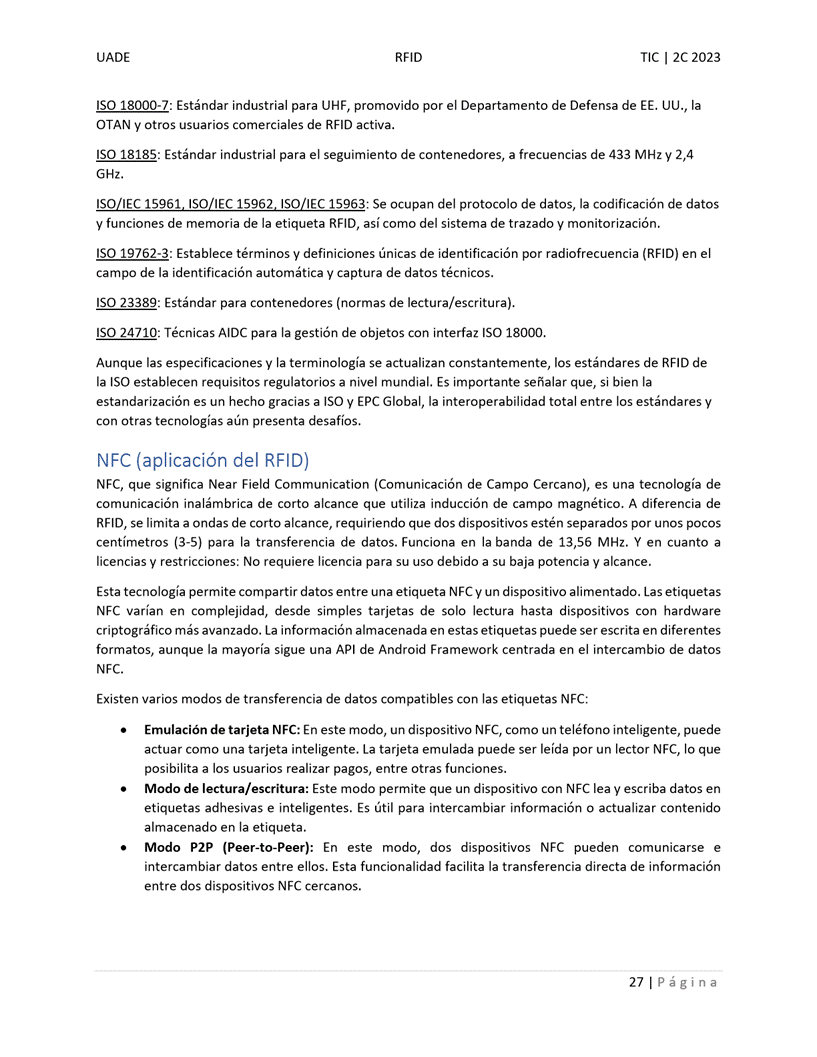 UADE RFID TIC | 2C 2023
ISO 18000-7: Estándar industrial para UHF, promovido por el Departamento de Defensa de EE. UU., la
OTAN y otros usuarios comerciales de RFID activa.
ISO 18185: Estándar industrial para el seguimiento de contenedores, a frecuencias de 433 MHz y 2,4
GHz.
ISO/IEC 15961, ISO/IEC 15962, ISO/IEC 15963: Se ocupan del protocolo de datos, la codificación de datos
y funciones de memoria de la etiqueta RFID, así como del sistema de trazado y monitorización.
ISO 19762-3: Establece términos y definiciones únicas de identificación por radiofrecuencia (RFID) en el
campo de la identificación automática y captura de datos técnicos.
ISO 23389: Estándar para contenedores (normas de lectura/escritura).
ISO 24710: Técnicas AIDC para la gestión de objetos con interfaz ISO 18000.
Aunque las especificaciones y la terminología se actualizan constantemente, los estándares de RFID de
la ISO establecen requisitos regulatorios a nivel mundial. Es importante señalar que, si bien la
estandarización es un hecho gracias a ISO y EPC Global, la interoperabilidad total entre los estándares y
con otras tecnologías aún presenta desafíos.
NFC (aplicación del RFID)
NFC, que significa Near Field Communication (Comunicación de Campo Cercano), es una tecnología de
comunicación inalámbrica de corto alcance que utiliza inducción de campo magnético. A diferencia de
RFID, se limita a ondas de corto alcance, requiriendo que dos dispositivos estén separados por unos pocos
centímetros (3-5) para la transferencia de datos. Funciona en la banda de 13,56 MHz. Y en cuanto a
licencias y restricciones: No requiere licencia para su uso debido a su baja potencia y alcance.
Esta tecnología permite compartir datos entre una etiqueta NFC y un dispositivo alimentado. Las etiquetas
NFC varían en complejidad, desde simples tarjetas de solo lectura hasta dispositivos con hardware
criptográfico más avanzado. La información almacenada en estas etiquetas puede ser escrita en diferentes
formatos, aunque la mayoría sigue una API de Android Framework centrada en el intercambio de datos
NFC.
Existen varios modos de transferencia de datos compatibles con las etiquetas NFC:
• Emulación de tarjeta NFC: En este modo, un dispositivo NFC, como un teléfono inteligente, puede
actuar como una tarjeta inteligente. La tarjeta emulada puede ser leída por un lector NFC, lo que
posibilita a los usuarios realizar pagos, entre otras funciones.
• Modo de lectura/escritura: Este modo permite que un dispositivo con NFC lea y escriba datos en
etiquetas adhesivas e inteligentes. Es útil para intercambiar información o actualizar contenido
almacenado en la etiqueta.
• Modo P2P (Peer-to-Peer): En este modo, dos dispositivos NFC pueden comunicarse e
intercambiar datos entre ellos. Esta funcionalidad facilita la transferencia directa de información
entre dos dispositivos NFC cercanos.
27 | Página